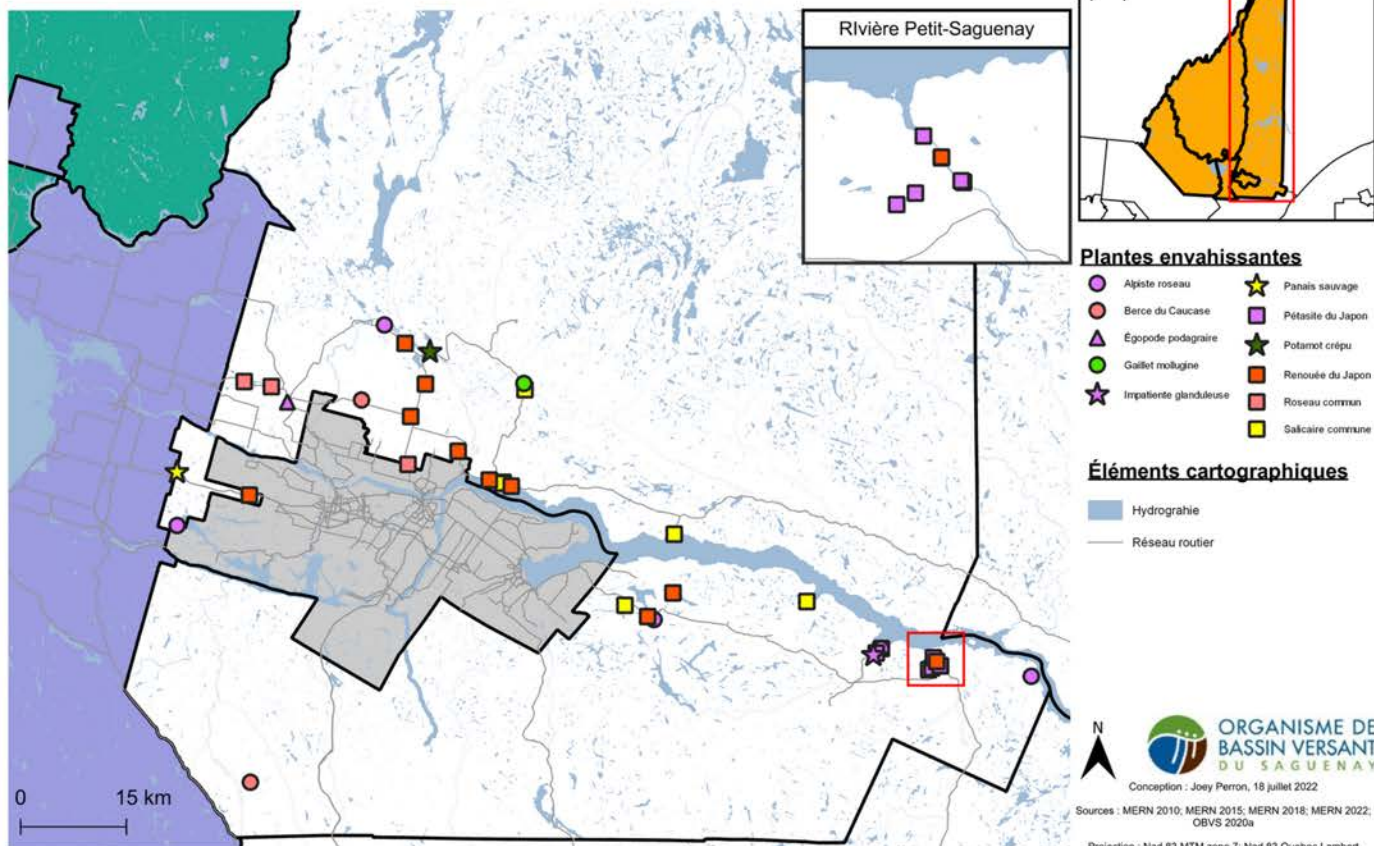 RIvière Petit-Saguenay
Plantes envahissantes
Alpiste roseau
Berce du Caucase
Égopode podagraire
Gaillet mollugine
Impatiente glanduleuse
Panais sauvage
Pétasite du Japon
Potamot crépu
Renouée du Japon
Roseau commun
Salicaire commune
Éléments cartographiques
Hydrograhie
Réseau routier
0 15 km
N
ORGANISME DE
BASSIN VERSANT
DU SAGUENAY
Conception : Joey Perron, 18 juillet 2022
Sources : MERN 2010; MERN 2015; MERN 2018; MERN 2022;
OBVS 2020a